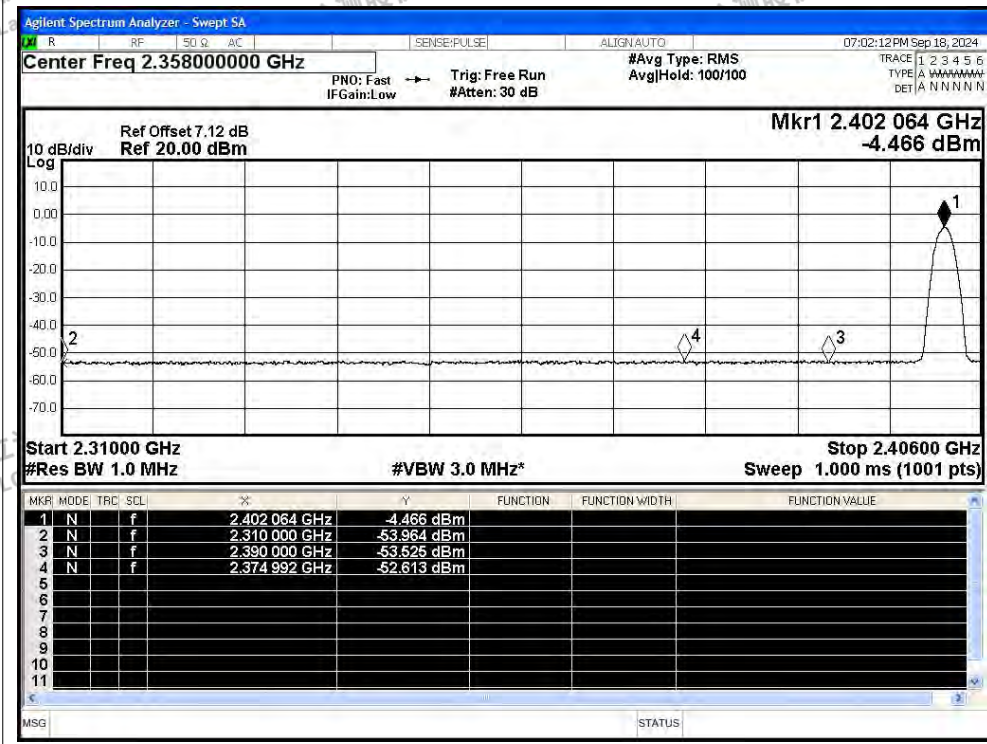 Agilent Spectrum Analyzer - Swept SA
R RF 50 Ω AC SENSE:PULSE ALIGNAUTO 07:02:12 PM Sep 18, 2024
Center Freq 2.358000000 GHz
PNO: Fast
IFGain:Low
Trig: Free Run
#Atten: 30 dB
#Avg Type: RMS
Avg|Hold: 100/100
TRACE 1 2 3 4 5 6
TYPE A WWWWW
DET A N N N N N
Ref Offset 7.12 dB
10 dB/div Ref 20.00 dBm
Log
Mkr1 2.402 064 GHz
-4.466 dBm
10.0
0.00
-10.0
-20.0
-30.0
-40.0
-50.0
-60.0
-70.0
1
2
4
3
Start 2.31000 GHz Stop 2.40600 GHz
#Res BW 1.0 MHz #VBW 3.0 MHz* Sweep 1.000 ms (1001 pts)
MKR MODE TRC SCL X Y FUNCTION FUNCTION WIDTH FUNCTION VALUE
1 N f 2.402 064 GHz -4.466 dBm
2 N f 2.310 000 GHz -53.964 dBm
3 N f 2.390 000 GHz -53.525 dBm
4 N f 2.374 992 GHz -52.613 dBm
5
6
7
8
9
10
11
MSG STATUS